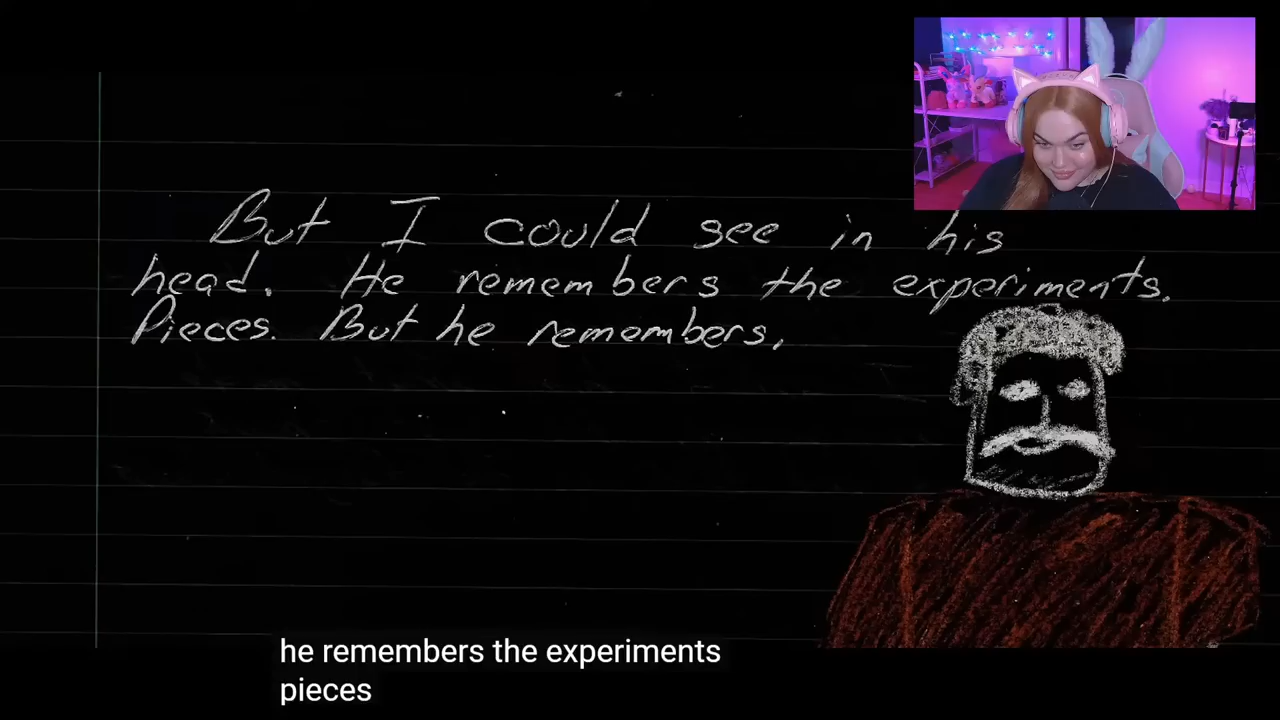 But I could see in his
head. He remembers the experiments.
Pieces. But he remembers.
he remembers the experiments
pieces